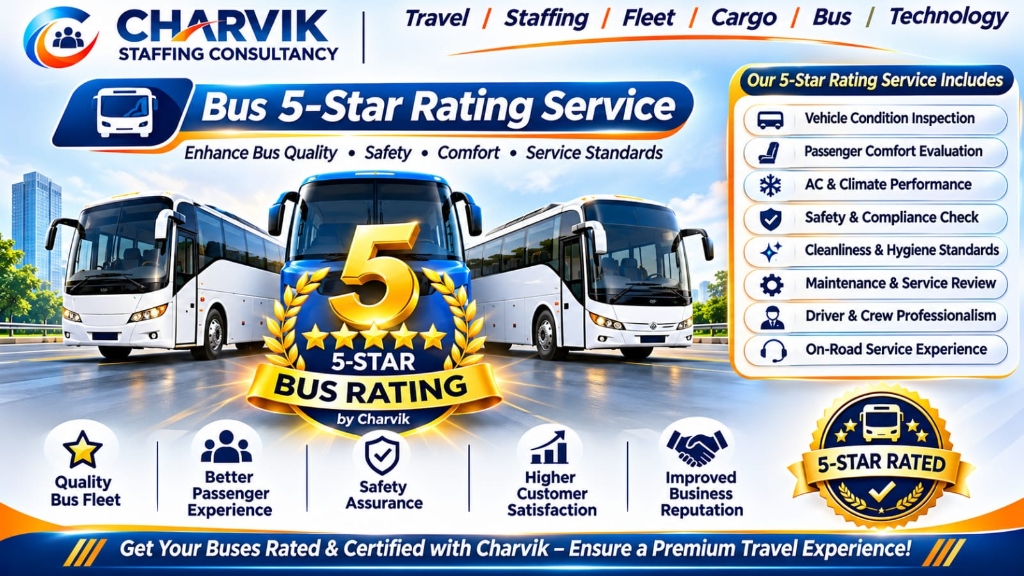 CHARVIK
STAFFING CONSULTANCY
Travel / Staffing / Fleet / Cargo / Bus / Technology
Bus 5-Star Rating Service
Enhance Bus Quality • Safety • Comfort • Service Standards
Our 5-Star Rating Service Includes
Vehicle Condition Inspection
Passenger Comfort Evaluation
AC & Climate Performance
Safety & Compliance Check
Cleanliness & Hygiene Standards
Maintenance & Service Review
Driver & Crew Professionalism
On-Road Service Experience
5
5-STAR
BUS RATING
by Charvik
Quality
Bus Fleet
Better
Passenger
Experience
Safety
Assurance
Higher
Customer
Satisfaction
Improved
Business
Reputation
5-STAR RATED
Get Your Buses Rated & Certified with Charvik – Ensure a Premium Travel Experience!